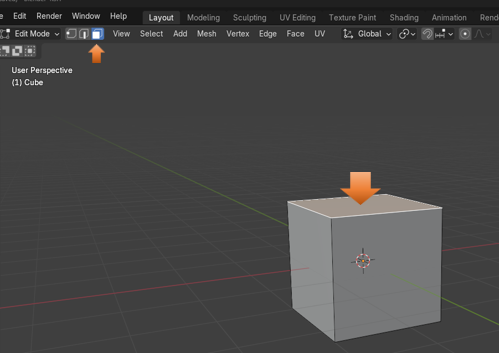 Edit Render Window Help Layout Modeling Sculpting UV Editing Texture Paint Shading Animation Rend
Edit Mode View Select Add Mesh Vertex Edge Face UV Global
User Perspective
(1) Cube